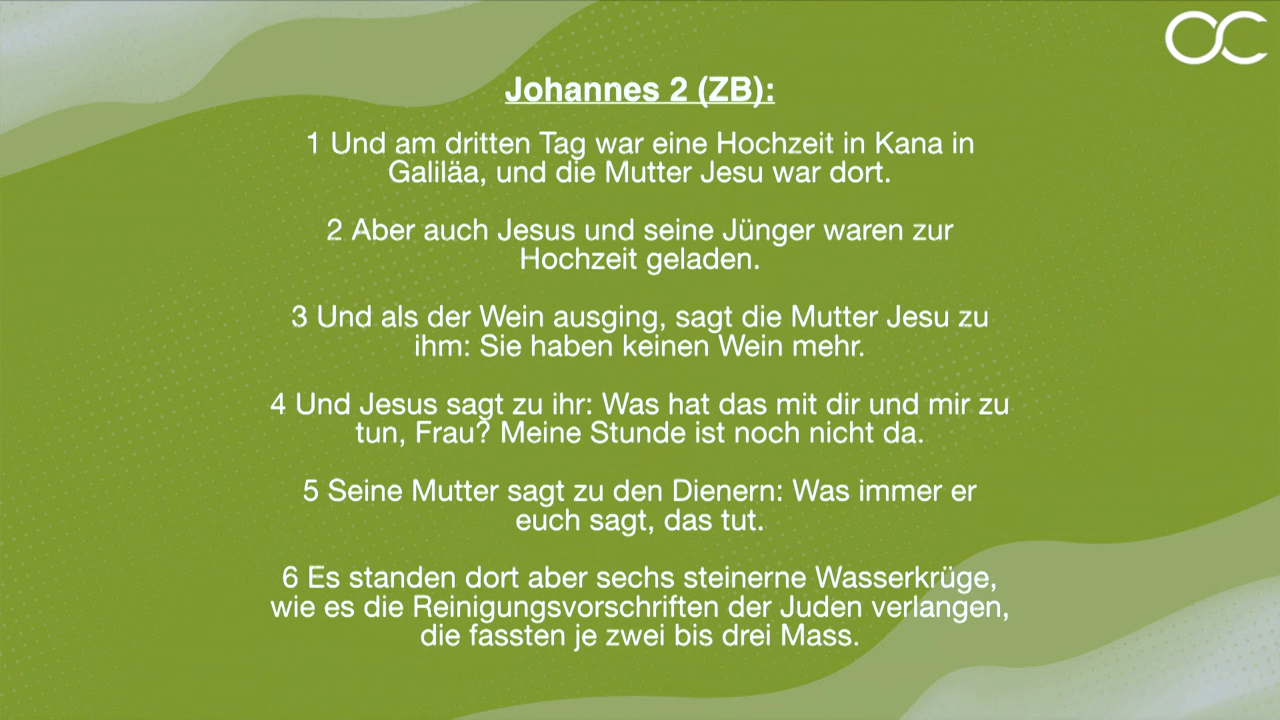 OC
Johannes 2 (ZB):
1 Und am dritten Tag war eine Hochzeit in Kana in
Galiläa, und die Mutter Jesu war dort.
2 Aber auch Jesus und seine Jünger waren zur
Hochzeit geladen.
3 Und als der Wein ausging, sagt die Mutter Jesu zu
ihm: Sie haben keinen Wein mehr.
4 Und Jesus sagt zu ihr: Was hat das mit dir und mir zu
tun, Frau? Meine Stunde ist noch nicht da.
5 Seine Mutter sagt zu den Dienern: Was immer er
euch sagt, das tut.
6 Es standen dort aber sechs steinerne Wasserkrüge,
wie es die Reinigungsvorschriften der Juden verlangen,
die fassten je zwei bis drei Mass.